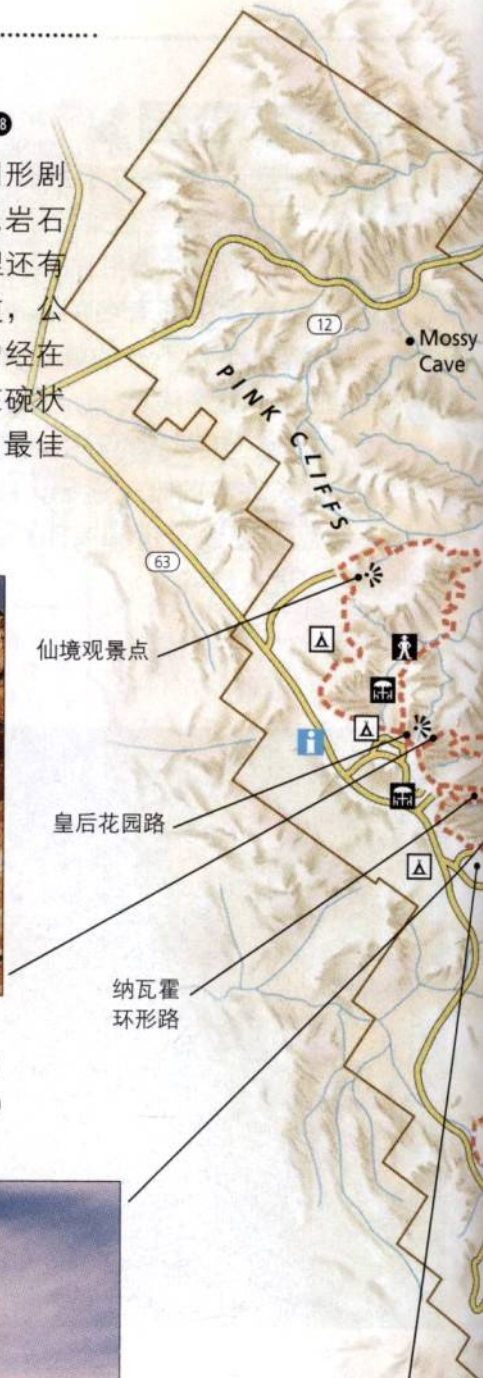 形剧
岩石
还有
，公
经在
碗状
最佳
12
Mossy
Cave
PINK CLIFFS
63
仙境观景点
i
皇后花园路
纳瓦霍
环形路